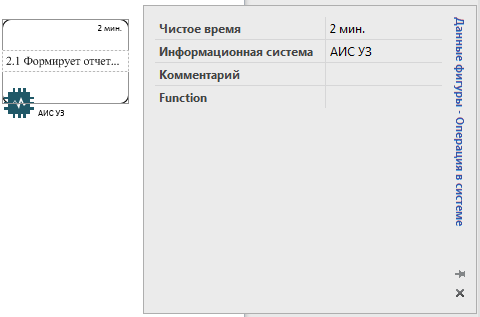 2 мин.
2.1 Формирует отчет...
АИС УЗ
Чистое время 2 мин.
Информационная система АИС УЗ
Комментарий
Function
Данные фигуры - Операция в системе